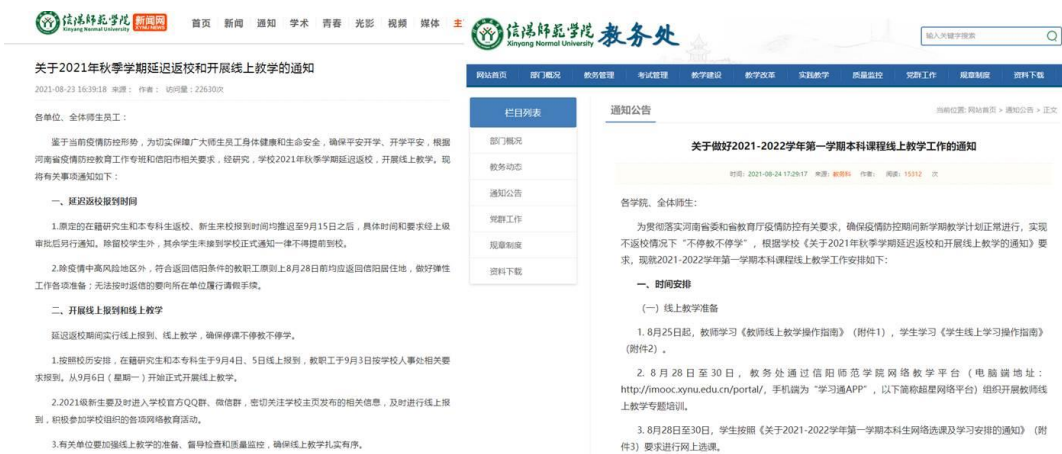 信阳师范学院
Xinyang Normal University
新闻网
XYNU NEWS
首页 新闻 通知 学术 青春 光影 视频 媒体 主
关于2021年秋季学期延迟返校和开展线上教学的通知
2021-08-23 16:39:18 来源： 作者： 访问量：22630次
各单位、全体师生员工：
鉴于当前疫情防控形势，为切实保障广大师生员工身体健康和生命安全，确保平安开学、开学平安，根据
河南省疫情防控教育工作专班和信阳市相关要求，经研究，学校2021年秋季学期延迟返校，开展线上教学。现
将有关事项通知如下：
一、延迟返校报到时间
1.原定的在籍研究生和本专科生返校、新生来校报到时间均推迟至9月15日之后，具体时间和要求经上级
审批后另行通知。除留校学生外，其余学生未接到学校正式通知一律不得提前到校。
2.除疫情中高风险地区外，符合返回信阳条件的教职工原则上8月28日前均应返回信阳居住地，做好弹性
工作各项准备；无法按时返信的要向所在单位履行请假手续。
二、开展线上报到和线上教学
延迟返校期间实行线上报到、线上教学，确保停课不停教不停学。
1.按照校历安排，在籍研究生和本专科生于9月4日、5日线上报到，教职工于9月3日按学校人事处相关要
求报到。从9月6日（星期一）开始正式开展线上教学。
2.2021级新生要及时进入学校官方QQ群、微信群，密切关注学校主页发布的相关信息，及时进行线上报
到，积极参加学校组织的各项网络教育活动。
3.有关单位要加强线上教学的准备、督导检查和质量监控，确保线上教学扎实有序。
信阳师范学院 教务处
Xinyang Normal University
输入关键字搜索
网站首页 部门概况 教务管理 考试管理 教学建设 教学改革 实践教学 质量监控 党群工作 规章制度 资料下载
栏目列表
部门概况
教务动态
通知公告
党群工作
规章制度
资料下载
通知公告
当前位置: 网站首页 > 通知公告 > 正文
关于做好2021-2022学年第一学期本科课程线上教学工作的通知
时间: 2021-08-24 17:29:17 来源: 教务科 作者: 阅读: 15312 次
各学院、全体师生：
为贯彻落实河南省委和省教育厅疫情防控有关要求，确保疫情防控期间新学期教学计划正常进行，实现
不返校情况下“不停教不停学”，根据学校《关于2021年秋季学期延迟返校和开展线上教学的通知》要
求，现就2021-2022学年第一学期本科课程线上教学工作安排如下：
一、时间安排
（一）线上教学准备
1. 8月25日起，教师学习《教师线上教学操作指南》（附件1），学生学习《学生线上学习操作指南》
（附件2）。
2. 8月28日至30日，教务处通过信阳师范学院网络教学平台（电脑端地址：
http://imooc.xynu.edu.cn/portal/，手机端为“学习通APP”，以下简称超星网络平台）组织开展教师线
上教学专题培训。
3. 8月28日至30日，学生按照《关于2021-2022学年第一学期本科生网络选课及学习安排的通知》（附
件3）要求进行网上选课。